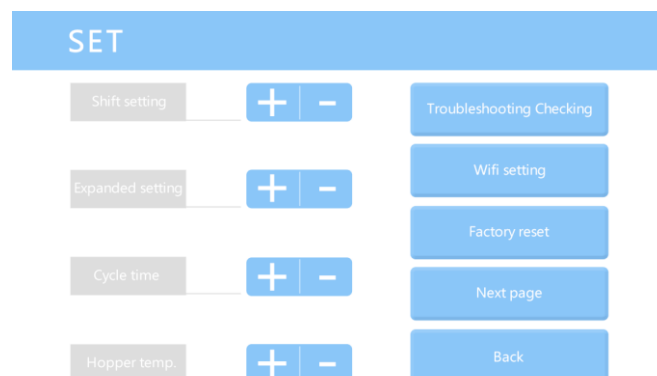 SET
Shift setting
+ -
Troubleshooting Checking
Expanded setting
+ -
Wifi setting
Factory reset
Cycle time
+ -
Next page
Hopper temp.
+ -
Back